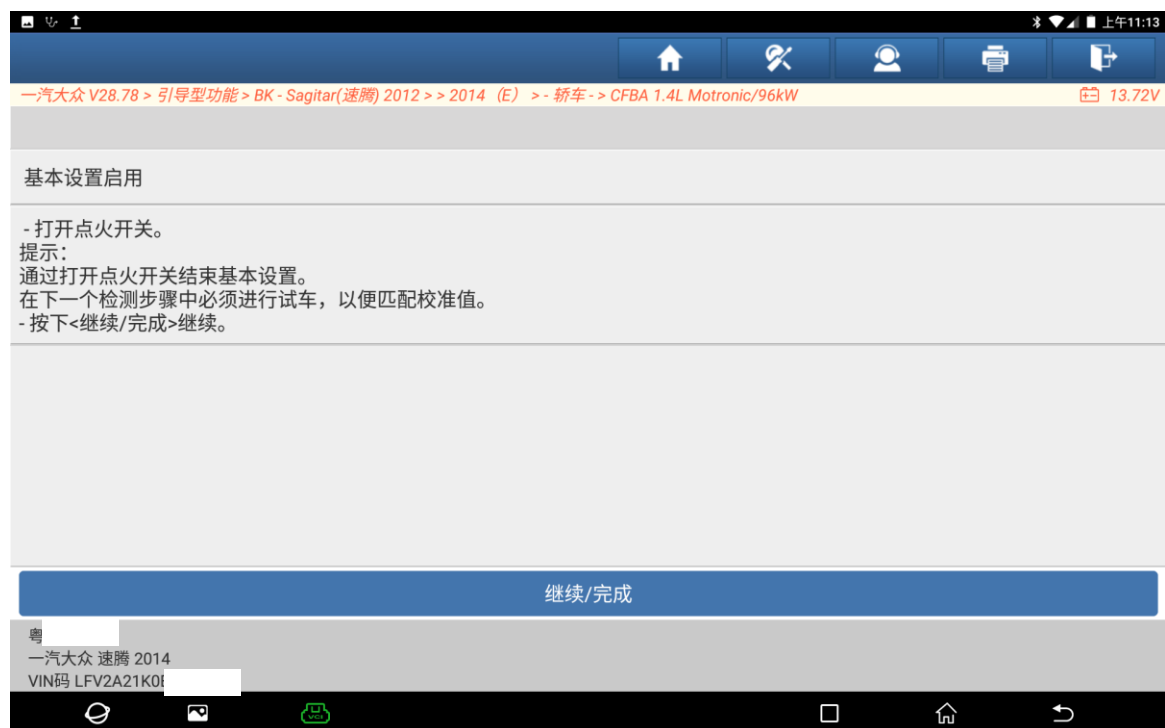 上午11:13
一汽大众 V28.78 > 引导型功能 > BK - Sagitar(速腾) 2012 > > 2014（E） > - 轿车 - > CFBA 1.4L Motronic/96kW 13.72V
基本设置启用
- 打开点火开关。
提示：
通过打开点火开关结束基本设置。
在下一个检测步骤中必须进行试车，以便匹配校准值。
- 按下<继续/完成>继续。
继续/完成
粤
一汽大众 速腾 2014
VIN码 LFV2A21K0
VCI